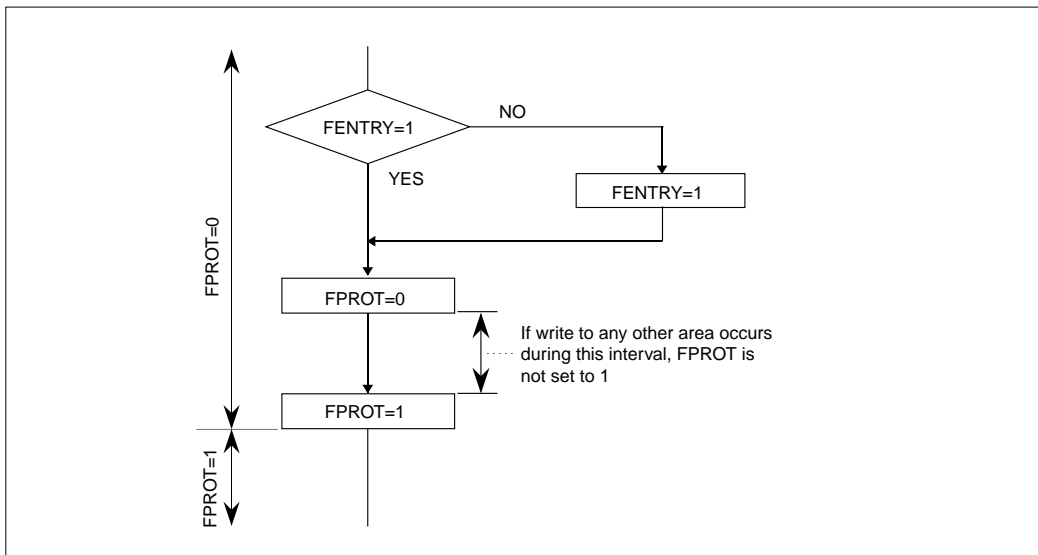 FENTRY=1
NO
YES
FENTRY=1
FPROT=0
FPROT=0
If write to any other area occurs
during this interval, FPROT is
not set to 1
FPROT=1
FPROT=1